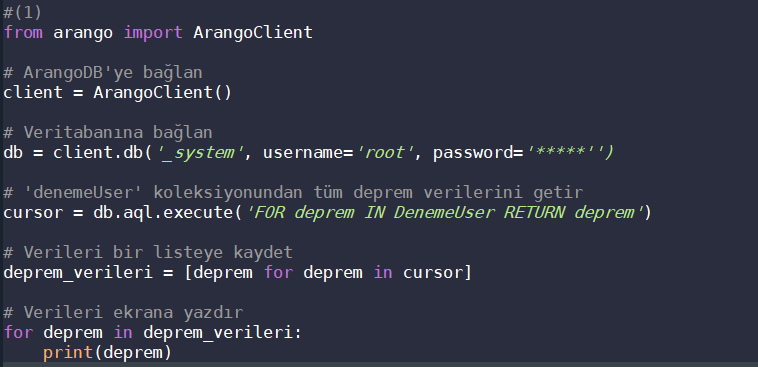 #(1)
from arango import ArangoClient
# ArangoDB'ye bağlan
client = ArangoClient()
# Veritabanına bağlan
db = client.db('_system', username='root', password='*****'')
# 'denemeUser' koleksiyonundan tüm deprem verilerini getir
cursor = db.aql.execute('FOR deprem IN DenemeUser RETURN deprem')
# Verileri bir listeye kaydet
deprem_verileri = [deprem for deprem in cursor]
# Verileri ekrana yazdır
for deprem in deprem_verileri:
    print(deprem)